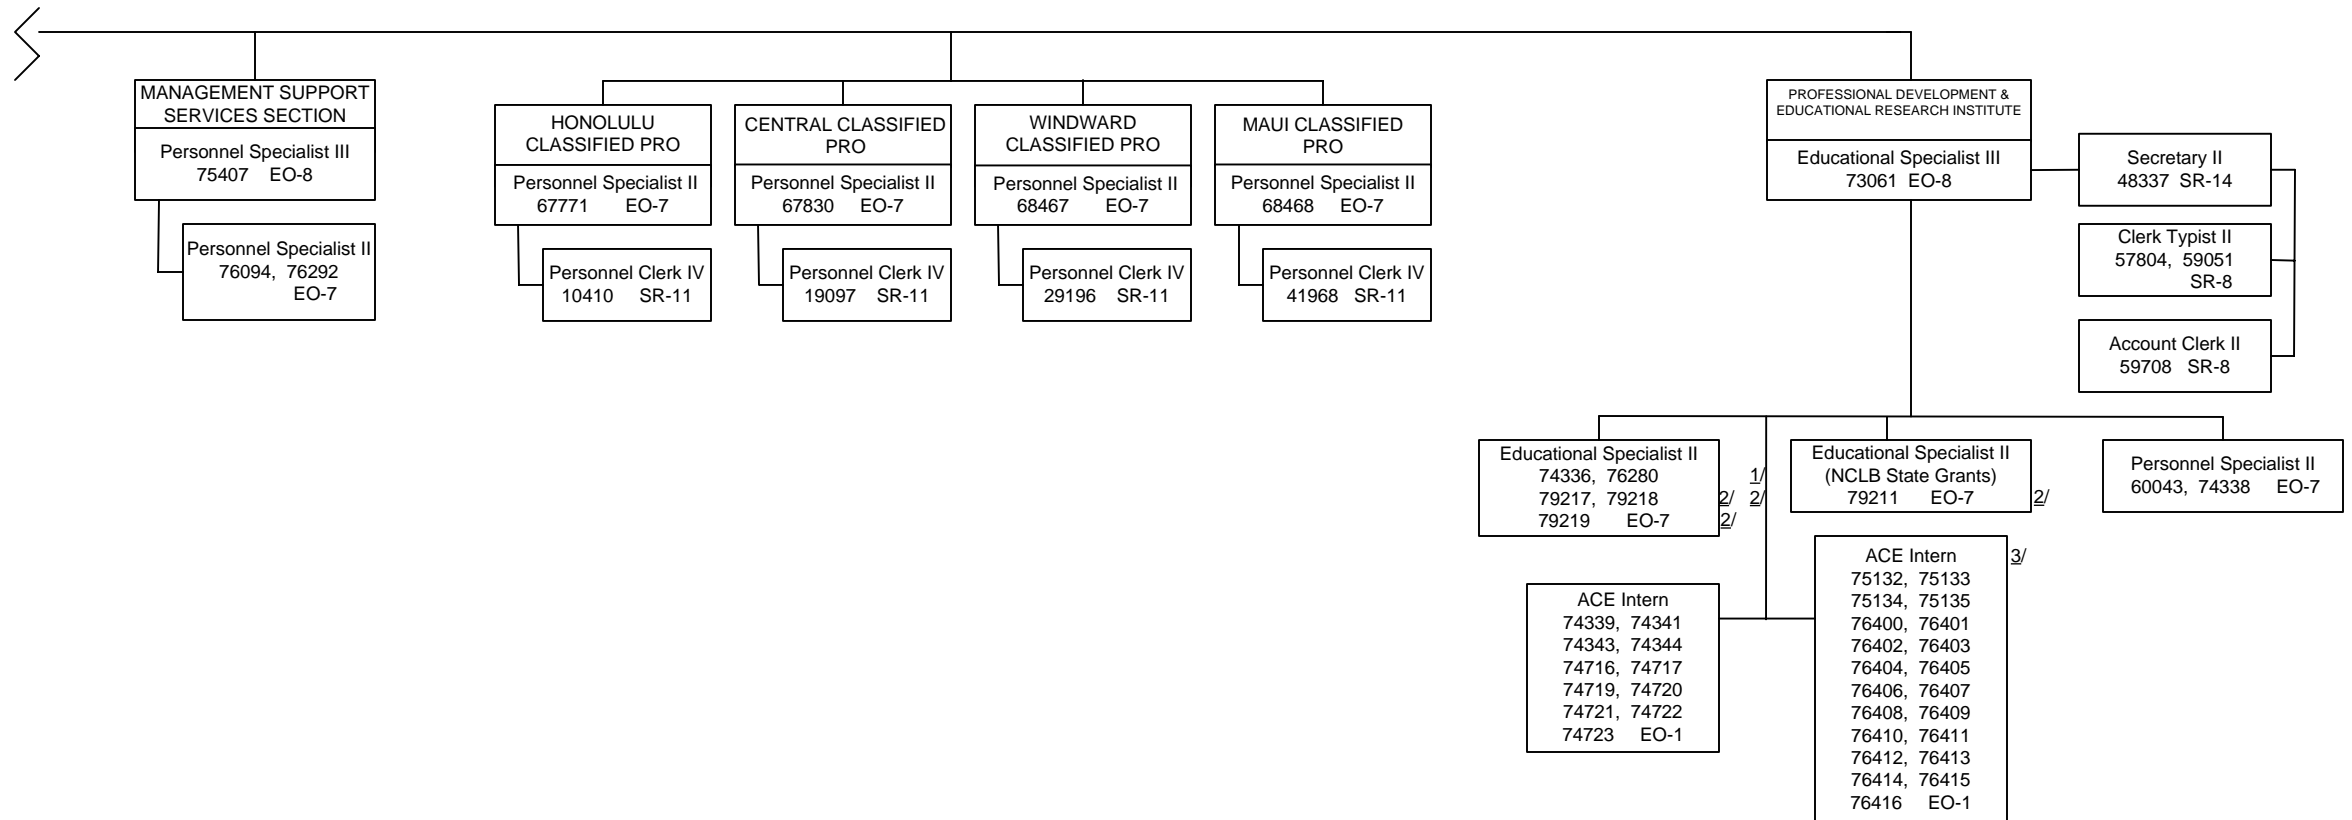 MANAGEMENT SUPPORT
SERVICES SECTION
Personnel Specialist III
75407 EO-8
Personnel Specialist II
76094, 76292
EO-7
HONOLULU
CLASSIFIED PRO
Personnel Specialist II
67771 EO-7
Personnel Clerk IV
10410 SR-11
CENTRAL CLASSIFIED
PRO
Personnel Specialist II
67830 EO-7
Personnel Clerk IV
19097 SR-11
WINDWARD
CLASSIFIED PRO
Personnel Specialist II
68467 EO-7
Personnel Clerk IV
29196 SR-11
MAUI CLASSIFIED
PRO
Personnel Specialist II
68468 EO-7
Personnel Clerk IV
41968 SR-11
PROFESSIONAL DEVELOPMENT &
EDUCATIONAL RESEARCH INSTITUTE
Educational Specialist III
73061 EO-8
Secretary II
48337 SR-14
Clerk Typist II
57804, 59051
SR-8
Account Clerk II
59708 SR-8
Educational Specialist II
74336, 76280 1/
79217, 79218 2/ 2/
79219 EO-7 2/
Educational Specialist II
(NCLB State Grants)
79211 EO-7 2/
Personnel Specialist II
60043, 74338 EO-7
ACE Intern
74339, 74341
74343, 74344
74716, 74717
74719, 74720
74721, 74722
74723 EO-1
ACE Intern 3/
75132, 75133
75134, 75135
76400, 76401
76402, 76403
76404, 76405
76406, 76407
76408, 76409
76410, 76411
76412, 76413
76414, 76415
76416 EO-1